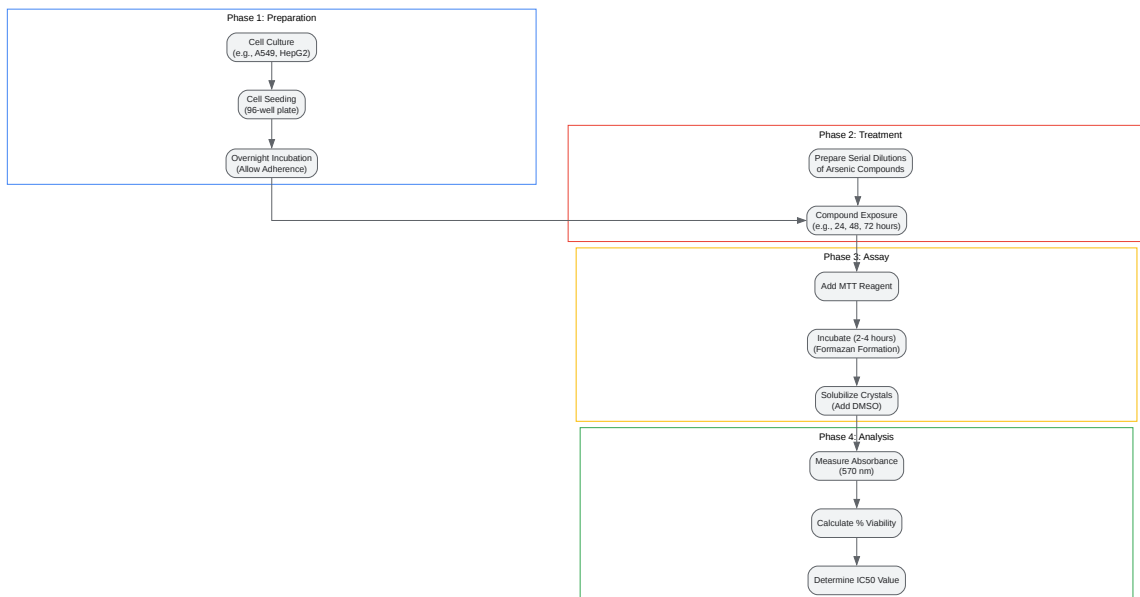 Phase 1: Preparation
Cell Culture
(e.g., A549, HepG2)
Cell Seeding
(96-well plate)
Overnight Incubation
(Allow Adherence)
Phase 2: Treatment
Prepare Serial Dilutions
of Arsenic Compounds
Compound Exposure
(e.g., 24, 48, 72 hours)
Phase 3: Assay
Add MTT Reagent
Incubate (2-4 hours)
(Formazan Formation)
Solubilize Crystals
(Add DMSO)
Phase 4: Analysis
Measure Absorbance
(570 nm)
Calculate % Viability
Determine IC50 Value